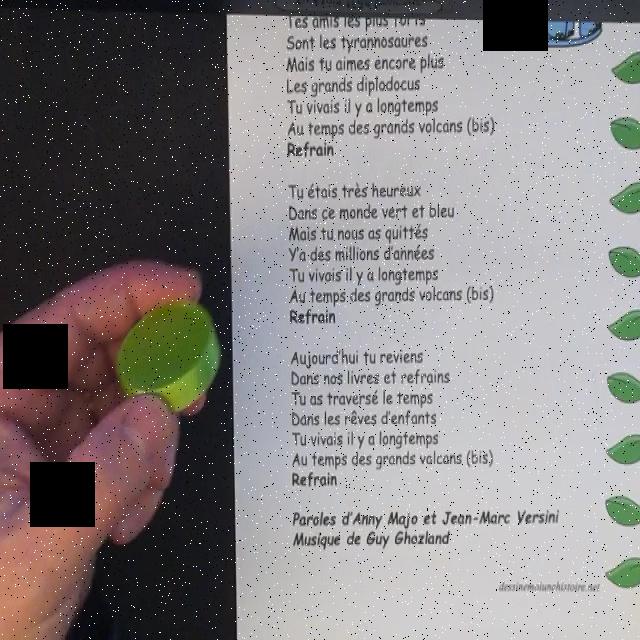 Tes amis les plus forts
Sont les tyrannosaures
Mais tu aimes encore plus
Les grands diplodocus
Tu vivais il y a longtemps
Au temps des grands volcans (bis)
Refrain
Tu étais très heureux
Dans ce monde vert et bleu
Mais tu nous as quittés
Y'a des millions d'années
Tu vivais il y a longtemps
Au temps des grands volcans (bis)
Refrain
Aujourd'hui tu reviens
Dans nos livres et refrains
Tu as traversé le temps
Dans les rêves d'enfants
Tu vivais il y a longtemps
Au temps des grands volcans (bis)
Refrain
Paroles d'Anny Majo et Jean-Marc Versini
Musique de Guy Ghozland
dessinemoiunehistoire.net